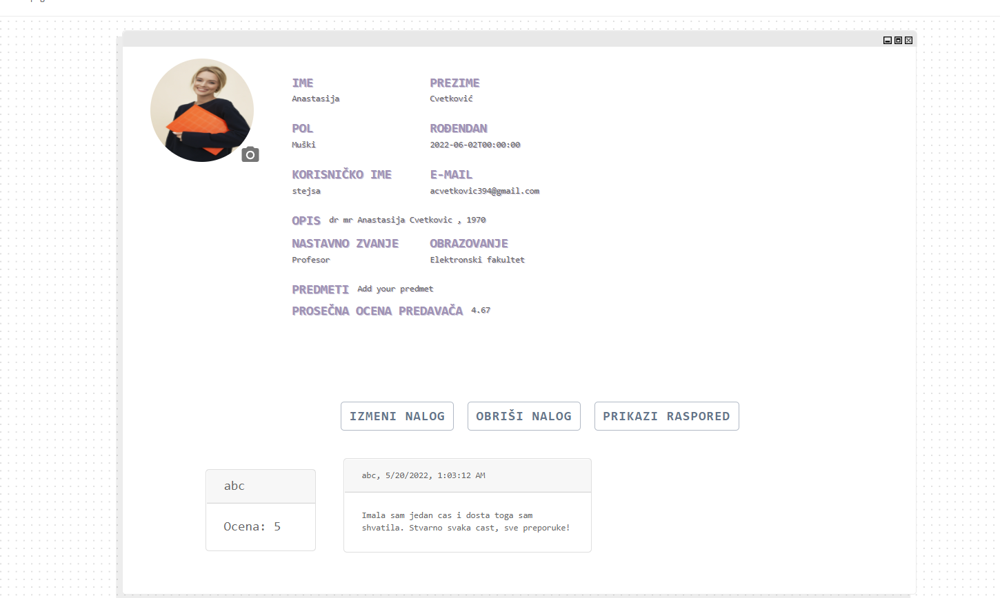 IME PREZIME
Anastasija Cvetković
POL ROĐENDAN
Muški 2022-06-02T00:00:00
KORISNIČKO IME E-MAIL
stejsa acvetkovic394@gmail.com
OPIS dr mr Anastasija Cvetkovic , 1970
NASTAVNO ZVANJE OBRAZOVANJE
Profesor Elektronski fakultet
PREDMETI Add your predmet
PROSEČNA OCENA PREDAVAČA 4.67
IZMENI NALOG OBRIŠI NALOG PRIKAZI RASPORED
abc
Ocena: 5
abc, 5/20/2022, 1:03:12 AM
Imala sam jedan cas i dosta toga sam
shvatila. Stvarno svaka cast, sve preporuke!